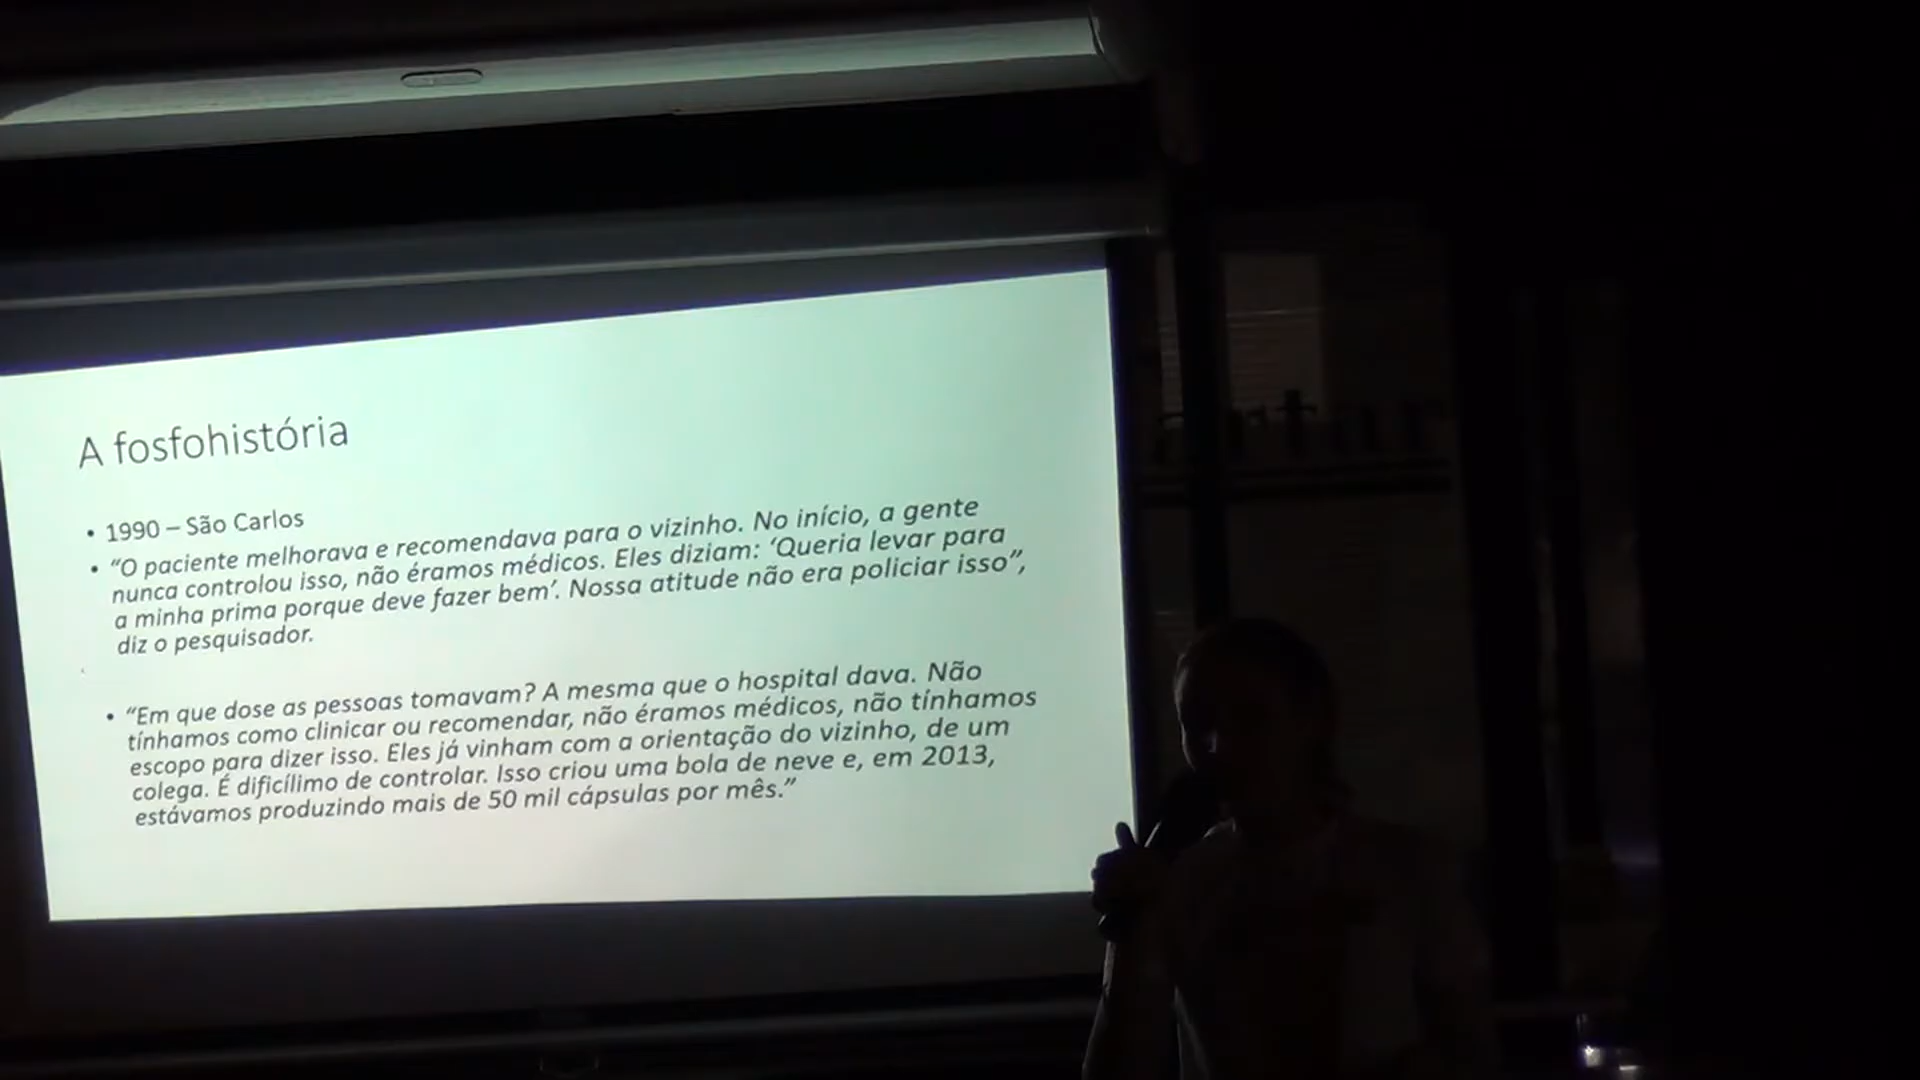 A fosfohistória
• 1990 – São Carlos
• “O paciente melhorava e recomendava para o vizinho. No início, a gente
nunca controlou isso, não éramos médicos. Eles diziam: ‘Queria levar para
a minha prima porque deve fazer bem’. Nossa atitude não era policiar isso”,
diz o pesquisador.
• “Em que dose as pessoas tomavam? A mesma que o hospital dava. Não
tínhamos como clinicar ou recomendar, não éramos médicos, não tínhamos
escopo para dizer isso. Eles já vinham com a orientação do vizinho, de um
colega. É dificílimo de controlar. Isso criou uma bola de neve e, em 2013,
estávamos produzindo mais de 50 mil cápsulas por mês.”